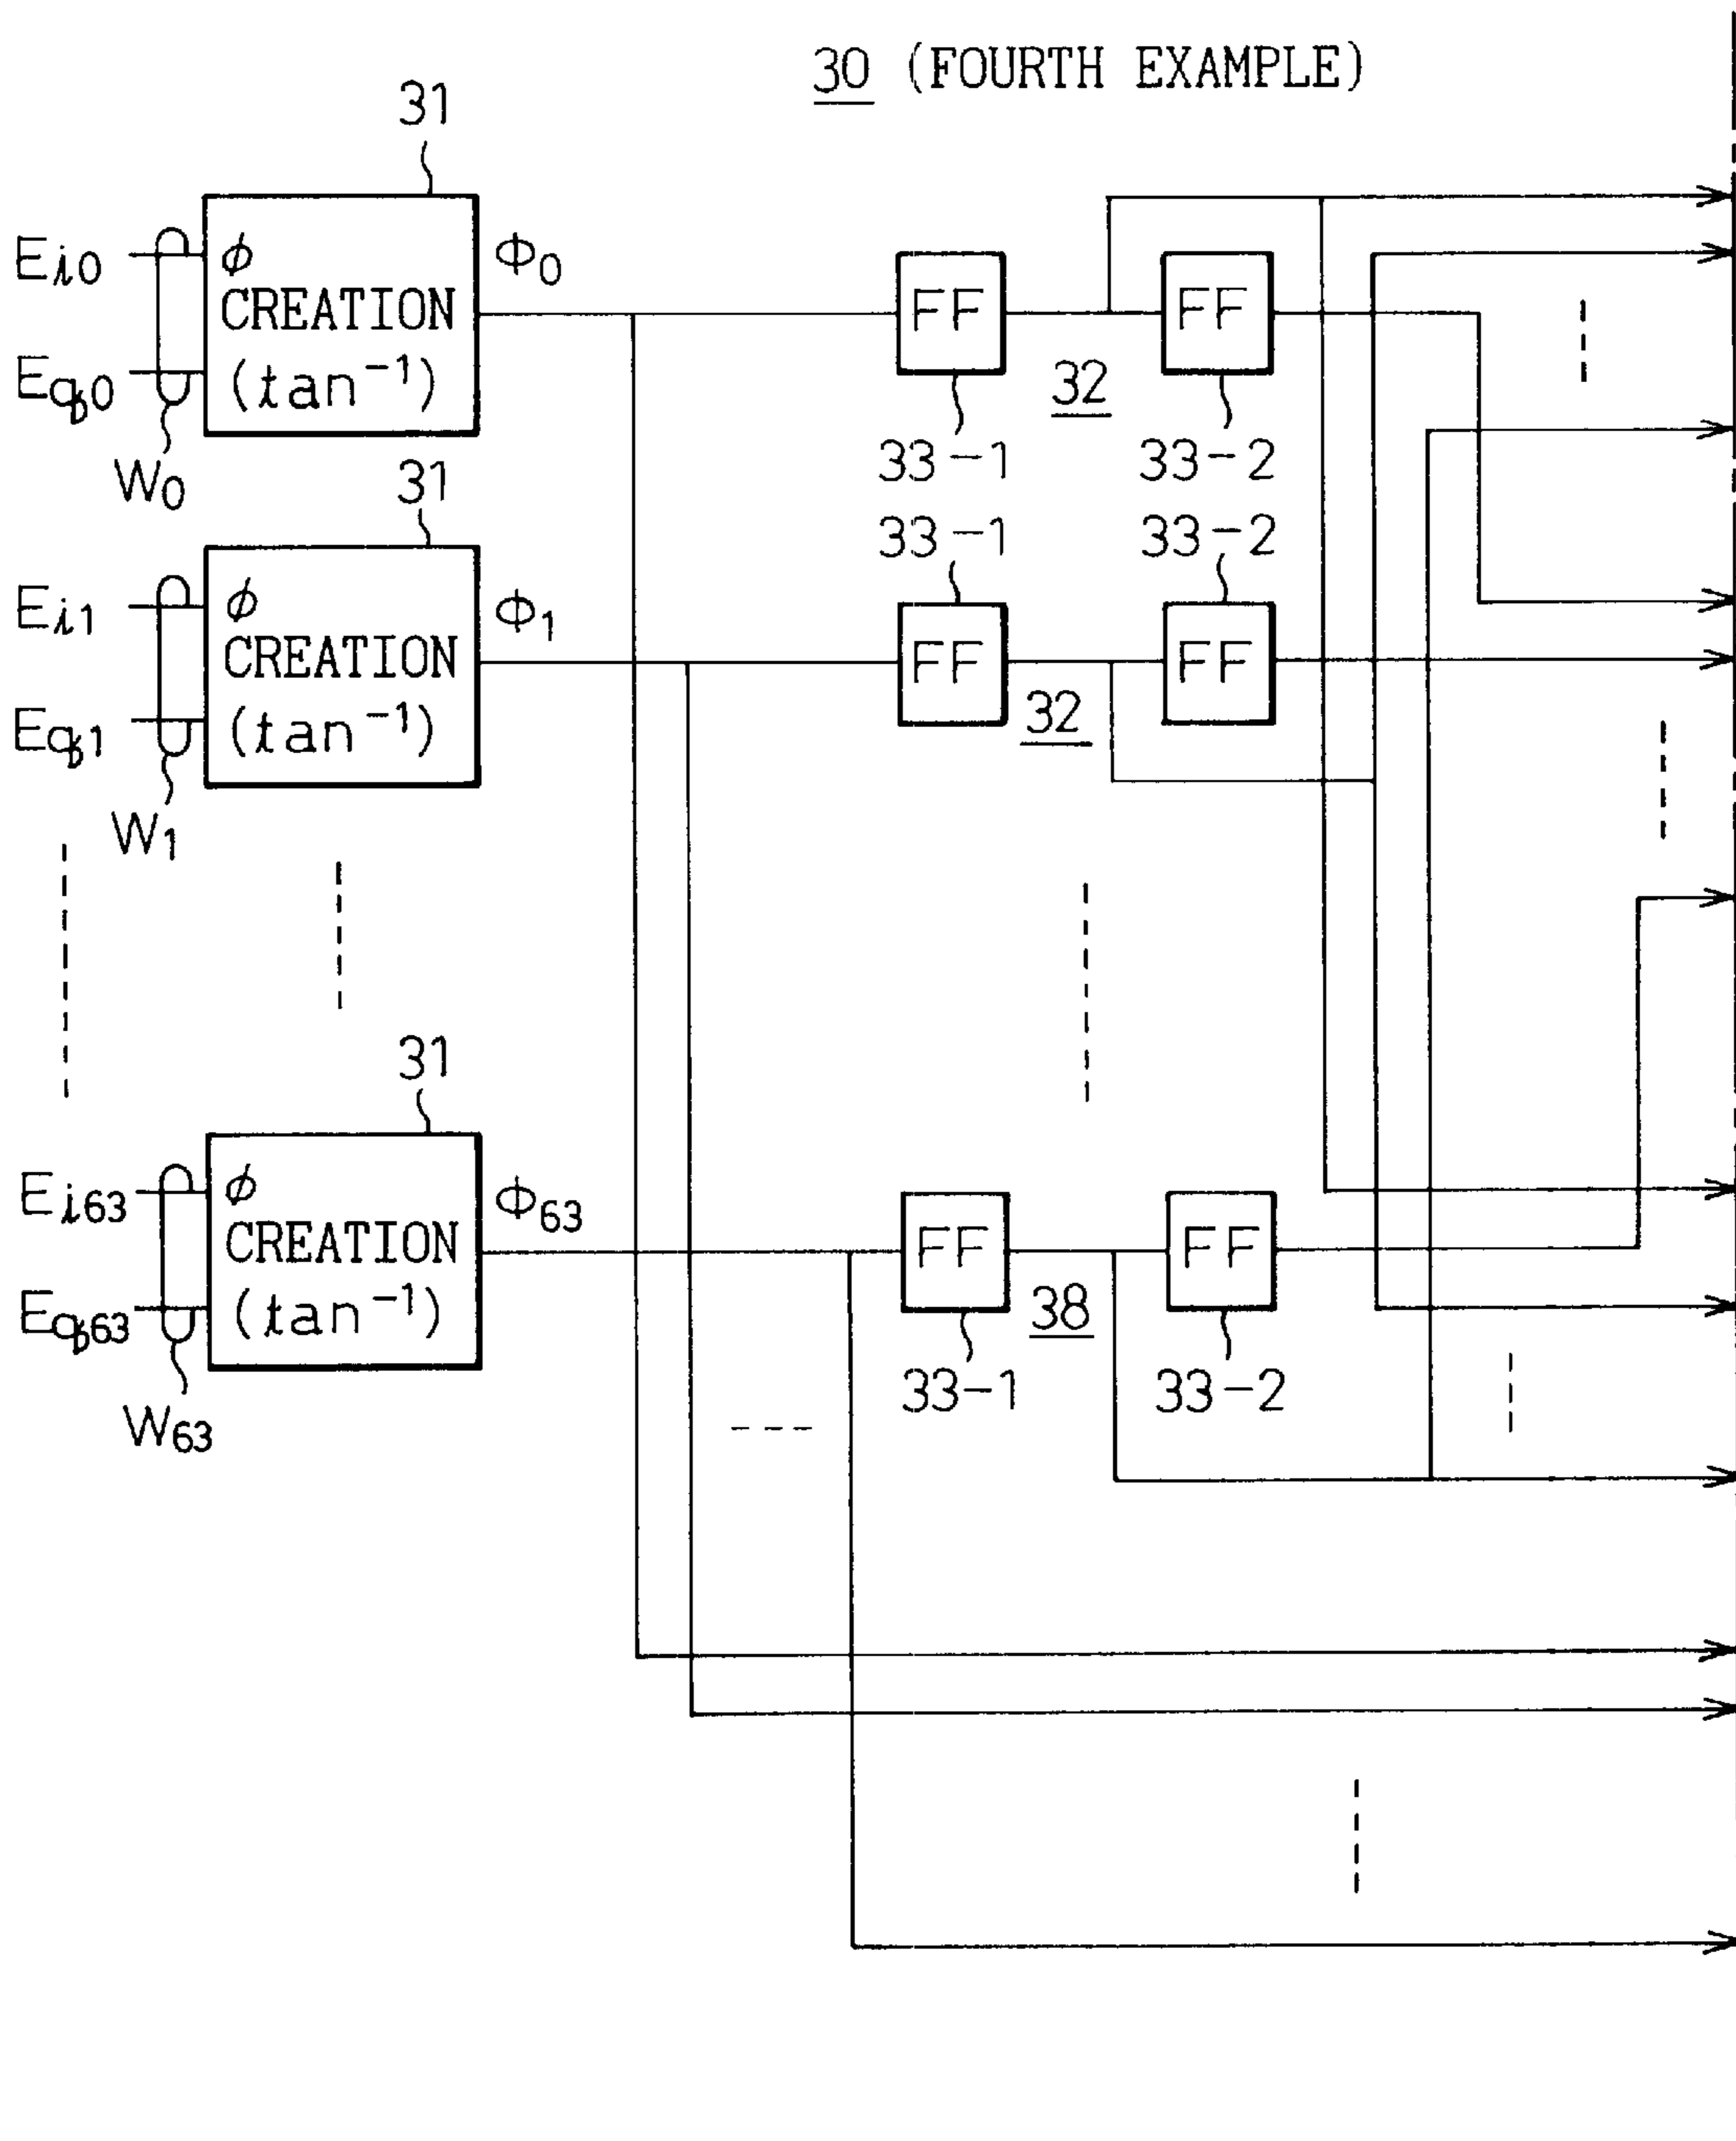 30 (FOURTH EXAMPLE)
31
Ei0
Eq0
W0
ϕ
CREATION
(tan⁻¹)
Φ0
FF
FF
32
33-1
33-2
31
Ei1
Eq1
W1
ϕ
CREATION
(tan⁻¹)
Φ1
33-1
33-2
FF
FF
32
31
Ei63
Eq63
W63
ϕ
CREATION
(tan⁻¹)
Φ63
FF
FF
38
33-1
33-2